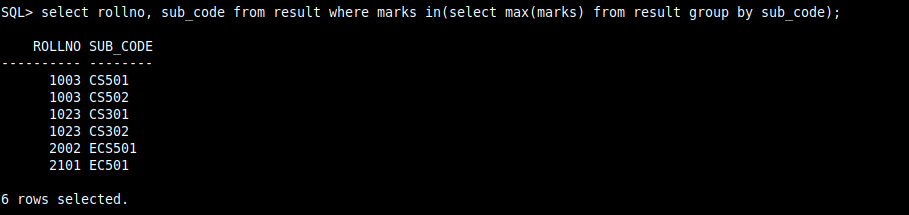 SQL> select rollno, sub_code from result where marks in(select max(marks) from result group by sub_code);
    ROLLNO SUB_CODE
---------- --------
      1003 CS501
      1003 CS502
      1023 CS301
      1023 CS302
      2002 ECS501
      2101 EC501
6 rows selected.